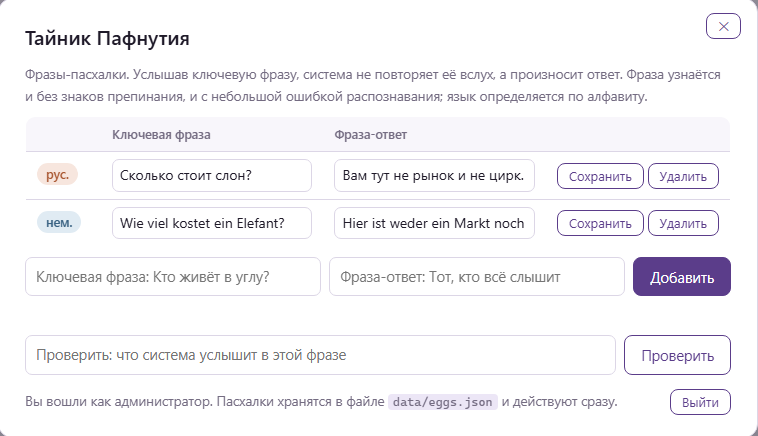 Тайник Пафнутия
×
Фразы-пасхалки. Услышав ключевую фразу, система не повторяет её вслух, а произносит ответ. Фраза узнаётся
и без знаков препинания, и с небольшой ошибкой распознавания; язык определяется по алфавиту.
Ключевая фраза Фраза-ответ
рус. Сколько стоит слон? Вам тут не рынок и не цирк. Сохранить Удалить
нем. Wie viel kostet ein Elefant? Hier ist weder ein Markt noch Сохранить Удалить
Ключевая фраза: Кто живёт в углу? Фраза-ответ: Тот, кто всё слышит Добавить
Проверить: что система услышит в этой фразе Проверить
Вы вошли как администратор. Пасхалки хранятся в файле data/eggs.json и действуют сразу. Выйти